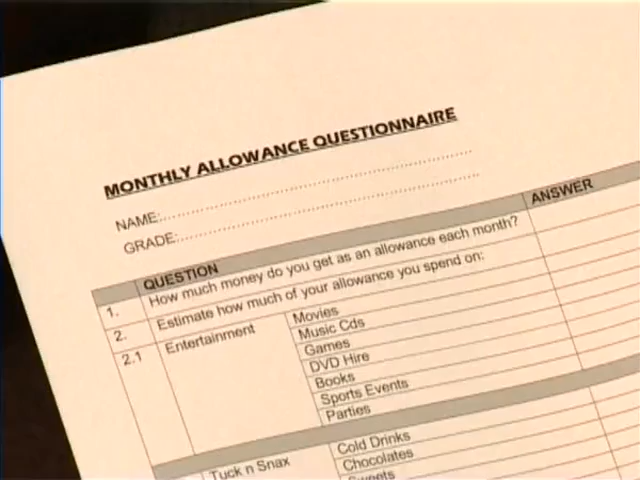 MONTHLY ALLOWANCE QUESTIONNAIRE
NAME:................................................................
GRADE:................................................................
QUESTION ANSWER
1. How much money do you get as an allowance each month?
2. Estimate how much of your allowance you spend on:
2.1 Entertainment Movies
Music Cds
Games
DVD Hire
Books
Sports Events
Parties
Tuck n Snax Cold Drinks
Chocolates
Sweets